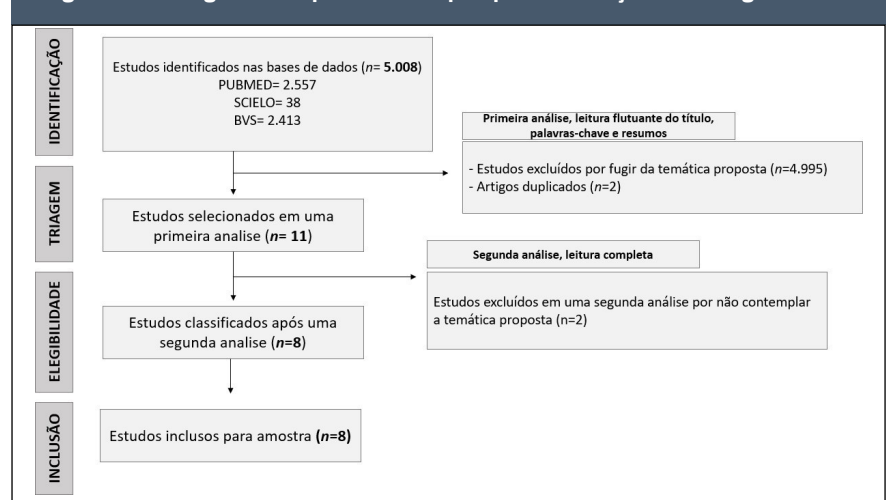 IDENTIFICAÇÃO
Estudos identificados nas bases de dados (n= 5.008)
PUBMED= 2.557
SCIELO= 38
BVS= 2.413
Primeira análise, leitura flutuante do título,
palavras-chave e resumos
- Estudos excluídos por fugir da temática proposta (n=4.995)
- Artigos duplicados (n=2)
TRIAGEM
Estudos selecionados em uma
primeira analise (n= 11)
Segunda análise, leitura completa
Estudos excluídos em uma segunda análise por não contemplar
a temática proposta (n=2)
ELEGIBILIDADE
Estudos classificados após uma
segunda analise (n=8)
INCLUSÃO
Estudos inclusos para amostra (n=8)